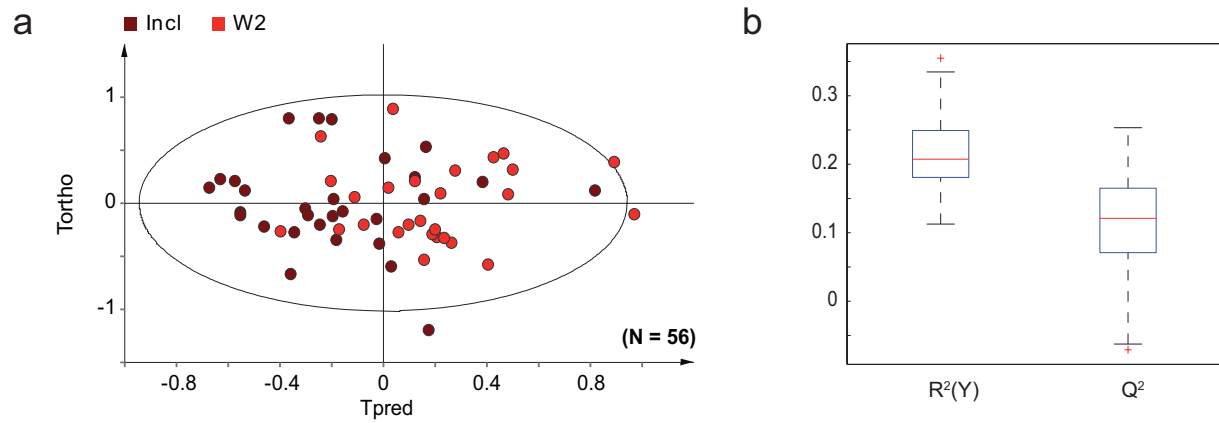 a
Incl W2
1
0
-1
Tortho
-0.8 -0.4 0 0.4 0.8
Tpred
(N = 56)
b
0.3
0.2
0.1
0
R²(Y) Q²